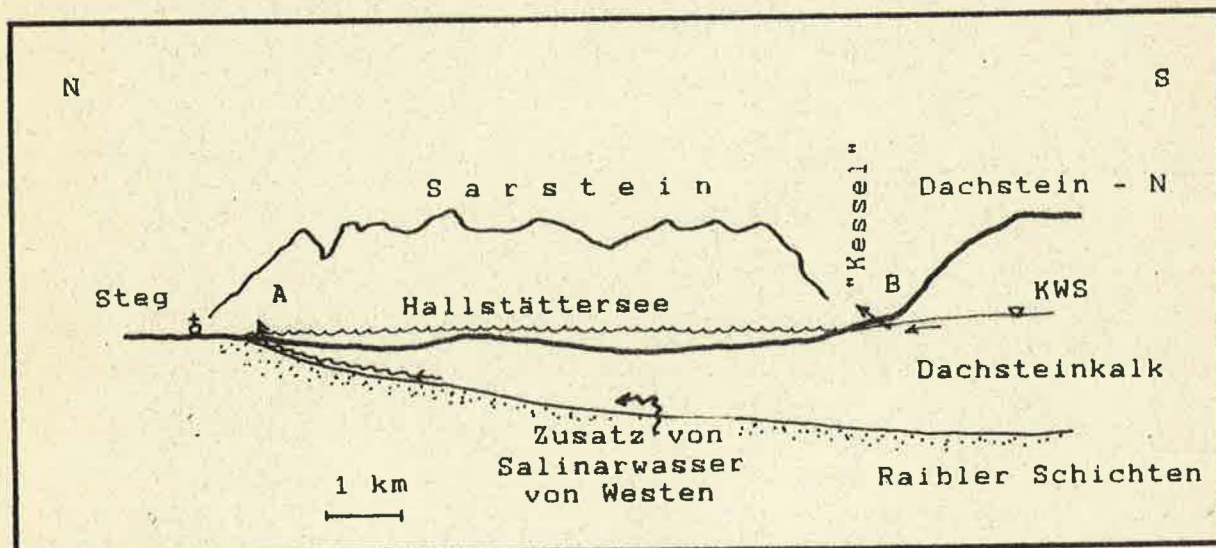 N
S
"Kessel"
Sarstein
Dachstein - N
Steg
A
B
Hallstättersee
KWS
Dachsteinkalk
Zusatz von
Salinarwasser
von Westen
Raibler Schichten
1 km